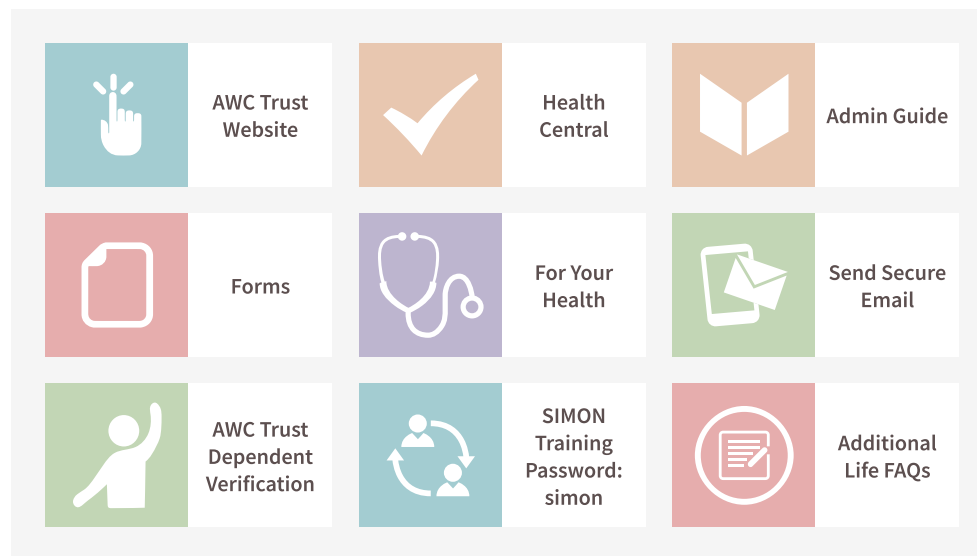 AWC Trust
Website
Health
Central
Admin Guide
Forms
For Your
Health
Send Secure
Email
AWC Trust
Dependent
Verification
SIMON
Training
Password:
simon
Additional
Life FAQs